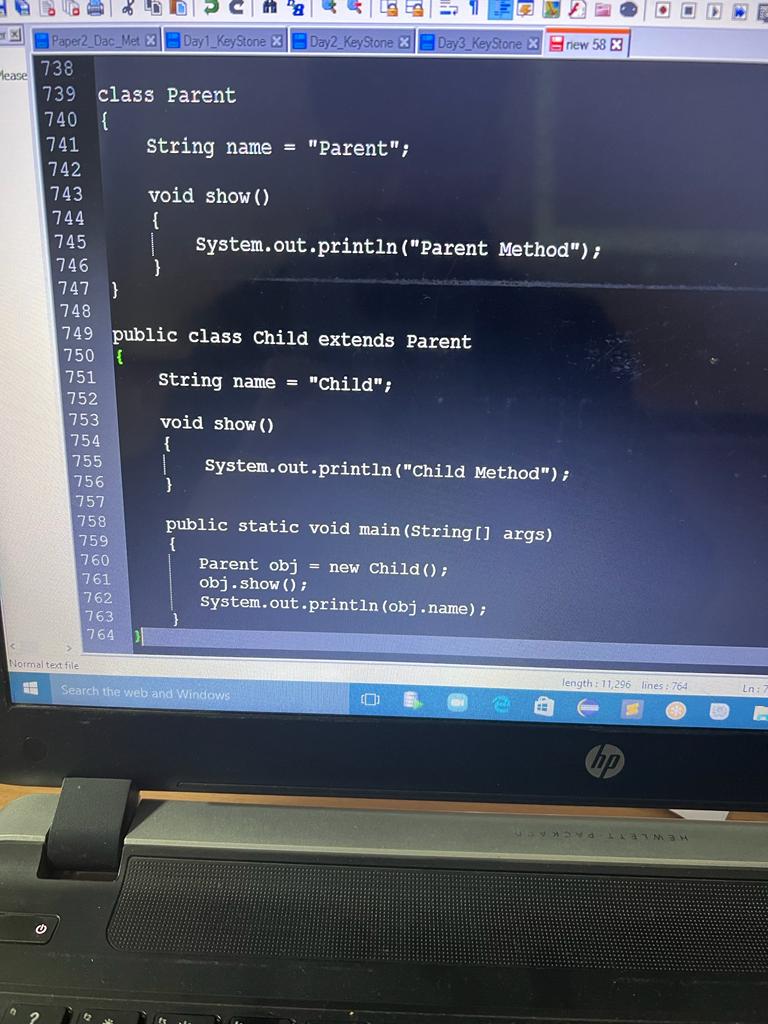 Paper2_Dac_Met Day1_KeyStone Day2_KeyStone Day3_KeyStone new 58
738
739 class Parent
740 {
741 String name = "Parent";
742
743 void show()
744 {
745 System.out.println("Parent Method");
746 }
747 }
748
749 public class Child extends Parent
750 {
751 String name = "Child";
752
753 void show()
754 {
755 System.out.println("Child Method");
756 }
757
758 public static void main(String[] args)
759 {
760 Parent obj = new Child();
761 obj.show();
762 System.out.println(obj.name);
763 }
764 }
Normal text file length : 11,296 lines : 764 Ln : 7
Search the web and Windows
hp
HEWLETT-PACKARD